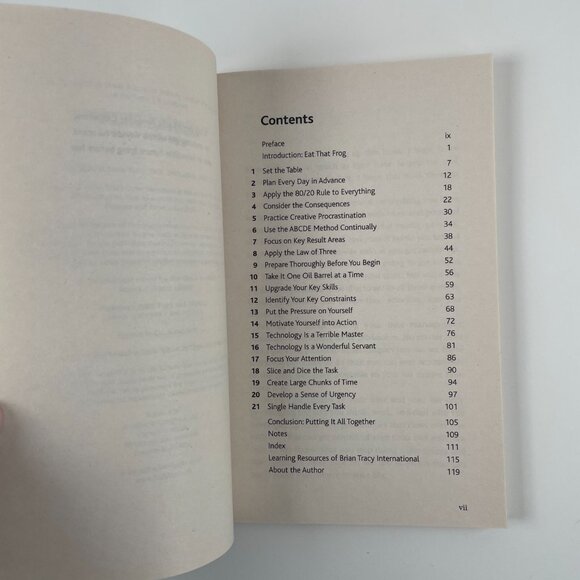 Contents
Preface ix
Introduction: Eat That Frog 1
1 Set the Table 7
2 Plan Every Day in Advance 12
3 Apply the 80/20 Rule to Everything 18
4 Consider the Consequences 22
5 Practice Creative Procrastination 30
6 Use the ABCDE Method Continually 34
7 Focus on Key Result Areas 38
8 Apply the Law of Three 44
9 Prepare Thoroughly Before You Begin 52
10 Take It One Oil Barrel at a Time 56
11 Upgrade Your Key Skills 59
12 Identify Your Key Constraints 63
13 Put the Pressure on Yourself 68
14 Motivate Yourself into Action 72
15 Technology Is a Terrible Master 76
16 Technology Is a Wonderful Servant 81
17 Focus Your Attention 86
18 Slice and Dice the Task 90
19 Create Large Chunks of Time 94
20 Develop a Sense of Urgency 97
21 Single Handle Every Task 101
Conclusion: Putting It All Together 105
Notes 109
Index 111
Learning Resources of Brian Tracy International 115
About the Author 119
vii